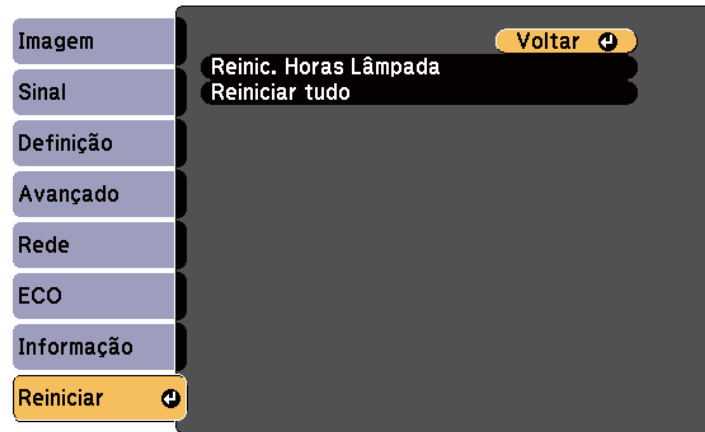 Imagem
Sinal
Definição
Avançado
Rede
ECO
Informação
Reiniciar
Voltar
Reinic. Horas Lâmpada
Reiniciar tudo